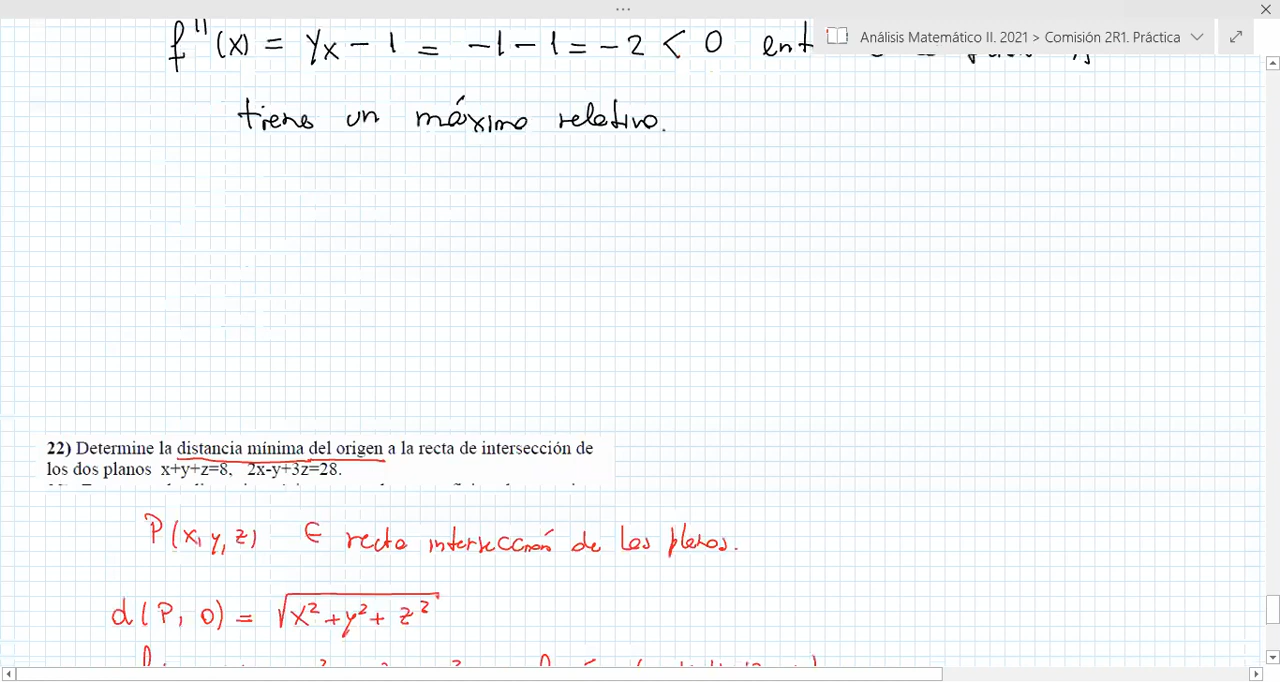 f''(x) = yx - 1 = -1 - 1 = -2 < 0
Análisis Matemático II. 2021 > Comisión 2R1. Práctica
tiene un máximo relativo.
22) Determine la distancia mínima del origen a la recta de intersección de
los dos planos x+y+z=8, 2x-y+3z=28.
P(x, y, z) ∈ recta intersección de los planos.
d(P, 0) = √x² + y² + z²